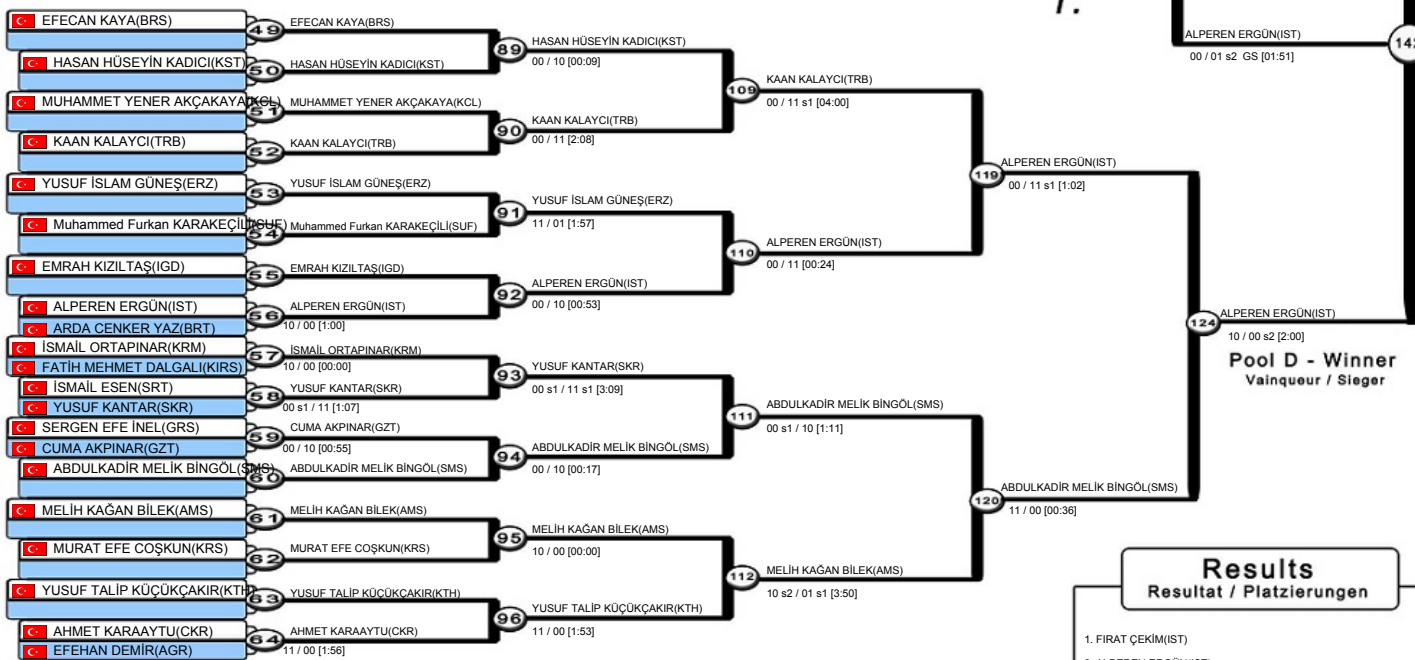 EFECAN KAYA(BRS)
HASAN HÜSEYİN KADICI(KST)
MUHAMMET YENER AKÇAKAYA(KCL)
KAAN KALAYCI(TRB)
YUSUF İSLAM GÜNEŞ(ERZ)
Muhammed Furkan KARAKEÇİLİ(SUF)
EMRAH KIZILTAŞ(IGD)
ALPEREN ERGÜN(IST)
ARDA CENKER YAZ(BRT)
İSMAİL ORTAPINAR(KRM)
FATİH MEHMET DALGALI(KIRS)
İSMAİL ESEN(SRT)
YUSUF KANTAR(SKR)
SERGEN EFE İNEL(GRS)
CUMA AKPINAR(GZT)
ABDULKADİR MELİK BİNGÖL(SMS)
MELİH KAĞAN BİLEK(AMS)
MURAT EFE COŞKUN(KRS)
YUSUF TALİP KÜÇÜKÇAKIR(KTH)
AHMET KARAAYTU(CKR)
EFEHAN DEMİR(AGR)
49
50
51
52
53
54
55
56
57
58
59
60
61
62
63
64
EFECAN KAYA(BRS)
HASAN HÜSEYİN KADICI(KST)
MUHAMMET YENER AKÇAKAYA(KCL)
KAAN KALAYCI(TRB)
YUSUF İSLAM GÜNEŞ(ERZ)
Muhammed Furkan KARAKEÇİLİ(SUF)
EMRAH KIZILTAŞ(IGD)
ALPEREN ERGÜN(IST)
10 / 00 [1:00]
İSMAİL ORTAPINAR(KRM)
10 / 00 [00:00]
YUSUF KANTAR(SKR)
00 s1 / 11 [1:07]
CUMA AKPINAR(GZT)
00 / 10 [00:55]
ABDULKADİR MELİK BİNGÖL(SMS)
MELİH KAĞAN BİLEK(AMS)
MURAT EFE COŞKUN(KRS)
YUSUF TALİP KÜÇÜKÇAKIR(KTH)
AHMET KARAAYTU(CKR)
11 / 00 [1:56]
89
HASAN HÜSEYİN KADICI(KST)
00 / 10 [00:09]
90
KAAN KALAYCI(TRB)
00 / 11 [2:08]
91
YUSUF İSLAM GÜNEŞ(ERZ)
11 / 01 [1:57]
92
ALPEREN ERGÜN(IST)
00 / 10 [00:53]
93
YUSUF KANTAR(SKR)
00 s1 / 11 s1 [3:09]
94
ABDULKADİR MELİK BİNGÖL(SMS)
00 / 10 [00:17]
95
MELİH KAĞAN BİLEK(AMS)
10 / 00 [00:00]
96
YUSUF TALİP KÜÇÜKÇAKIR(KTH)
11 / 00 [1:53]
109
KAAN KALAYCI(TRB)
00 / 11 s1 [04:00]
110
ALPEREN ERGÜN(IST)
00 / 11 [00:24]
111
ABDULKADİR MELİK BİNGÖL(SMS)
00 s1 / 10 [1:11]
112
MELİH KAĞAN BİLEK(AMS)
10 s2 / 01 s1 [3:50]
119
ALPEREN ERGÜN(IST)
00 / 11 s1 [1:02]
120
ABDULKADİR MELİK BİNGÖL(SMS)
11 / 00 [00:36]
124
ALPEREN ERGÜN(IST)
10 / 00 s2 [2:00]
Pool D - Winner
Vainqueur / Sieger
ALPEREN ERGÜN(IST)
00 / 01 s2 GS [01:51]
142
Results
Resultat / Platzierungen
1. FIRAT ÇEKİM(IST)